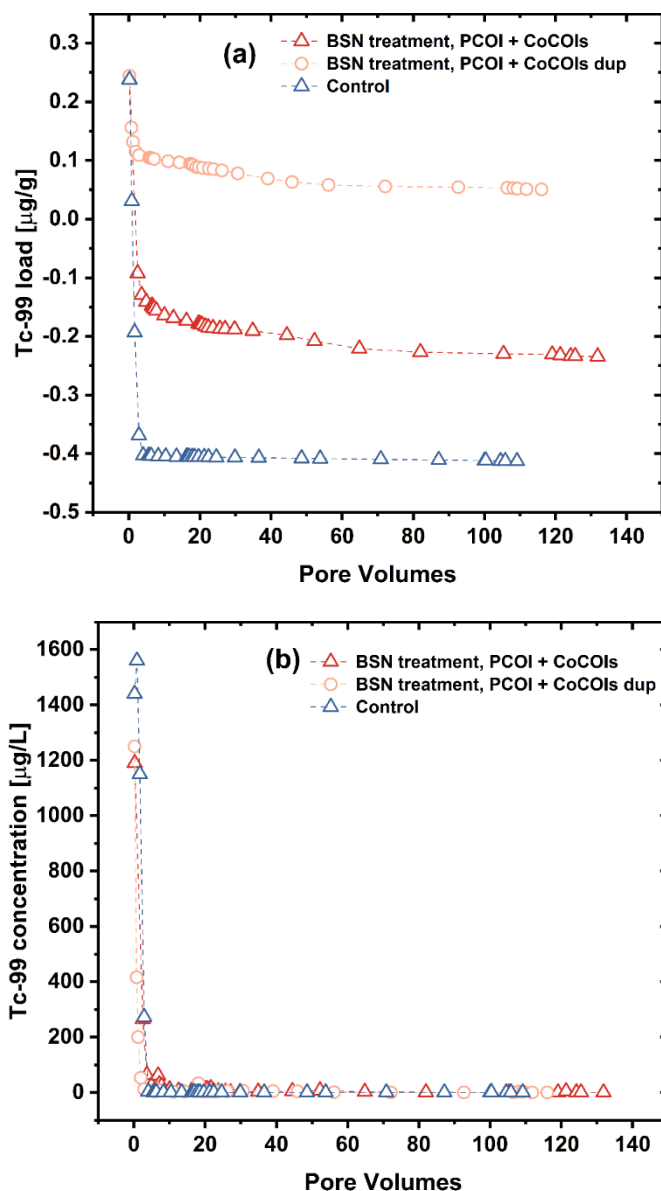 (a)
BSN treatment, PCOI + CoCOIs
BSN treatment, PCOI + CoCOIs dup
Control
Tc-99 load [µg/g]
0.3
0.2
0.1
0.0
-0.1
-0.2
-0.3
-0.4
-0.5
0 20 40 60 80 100 120 140
Pore Volumes
(b)
BSN treatment, PCOI + CoCOIs
BSN treatment, PCOI + CoCOIs dup
Control
Tc-99 concentration [µg/L]
1600
1400
1200
1000
800
600
400
200
0
0 20 40 60 80 100 120 140
Pore Volumes